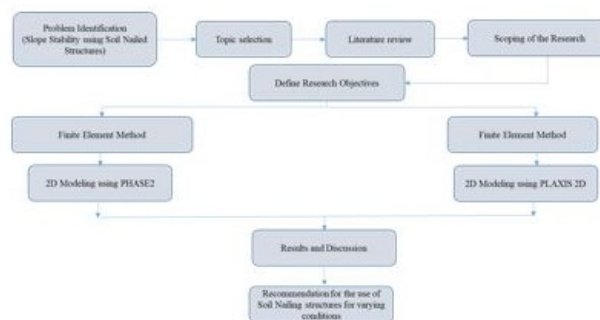 Problem Identification
(Slope Stability using Soil Nailed
Structures)
Topic selection
Literature review
Scoping of the Research
Define Research Objectives
Finite Element Method
Finite Element Method
2D Modeling using PHASE2
2D Modeling using PLAXIS 2D
Results and Discussion
Recommendation for the use of
Soil Nailing structures for varying
conditions